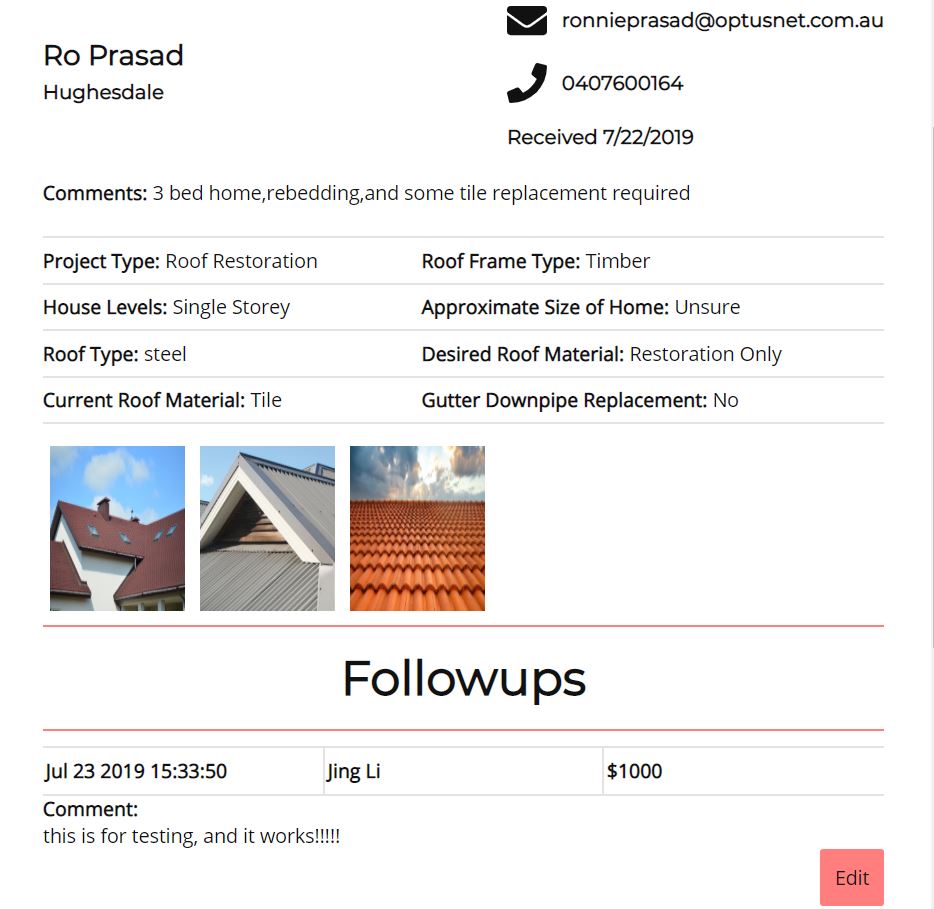 ronnieprasad@optusnet.com.au
Ro Prasad
Hughesdale
0407600164
Received 7/22/2019
Comments: 3 bed home,rebedding,and some tile replacement required
Project Type: Roof Restoration
Roof Frame Type: Timber
House Levels: Single Storey
Approximate Size of Home: Unsure
Roof Type: steel
Desired Roof Material: Restoration Only
Current Roof Material: Tile
Gutter Downpipe Replacement: No
Followups
Jul 23 2019 15:33:50
Jing Li
$1000
Comment:
this is for testing, and it works!!!!!
Edit